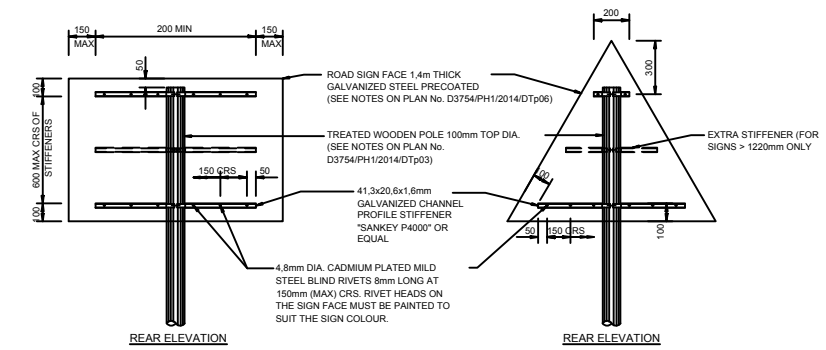 150
MAX
200 MIN
150
MAX
50
100
600 MAX CRS OF
STIFFENERS
100
150 CRS
50
REAR ELEVATION
ROAD SIGN FACE 1,4m THICK
GALVANIZED STEEL PRECOATED
(SEE NOTES ON PLAN No. D3754/PH1/2014/DTp06)
TREATED WOODEN POLE 100mm TOP DIA.
(SEE NOTES ON PLAN No.
D3754/PH1/2014/DTp03)
41,3x20,6x1,6mm
GALVANIZED CHANNEL
PROFILE STIFFENER
"SANKEY P4000" OR
EQUAL
4,8mm DIA. CADMIUM PLATED MILD
STEEL BLIND RIVETS 8mm LONG AT
150mm (MAX) CRS. RIVET HEADS ON
THE SIGN FACE MUST BE PAINTED TO
SUIT THE SIGN COLOUR.
200
300
EXTRA STIFFENER (FOR
SIGNS > 1220mm ONLY
100
50
150 CRS
100
REAR ELEVATION